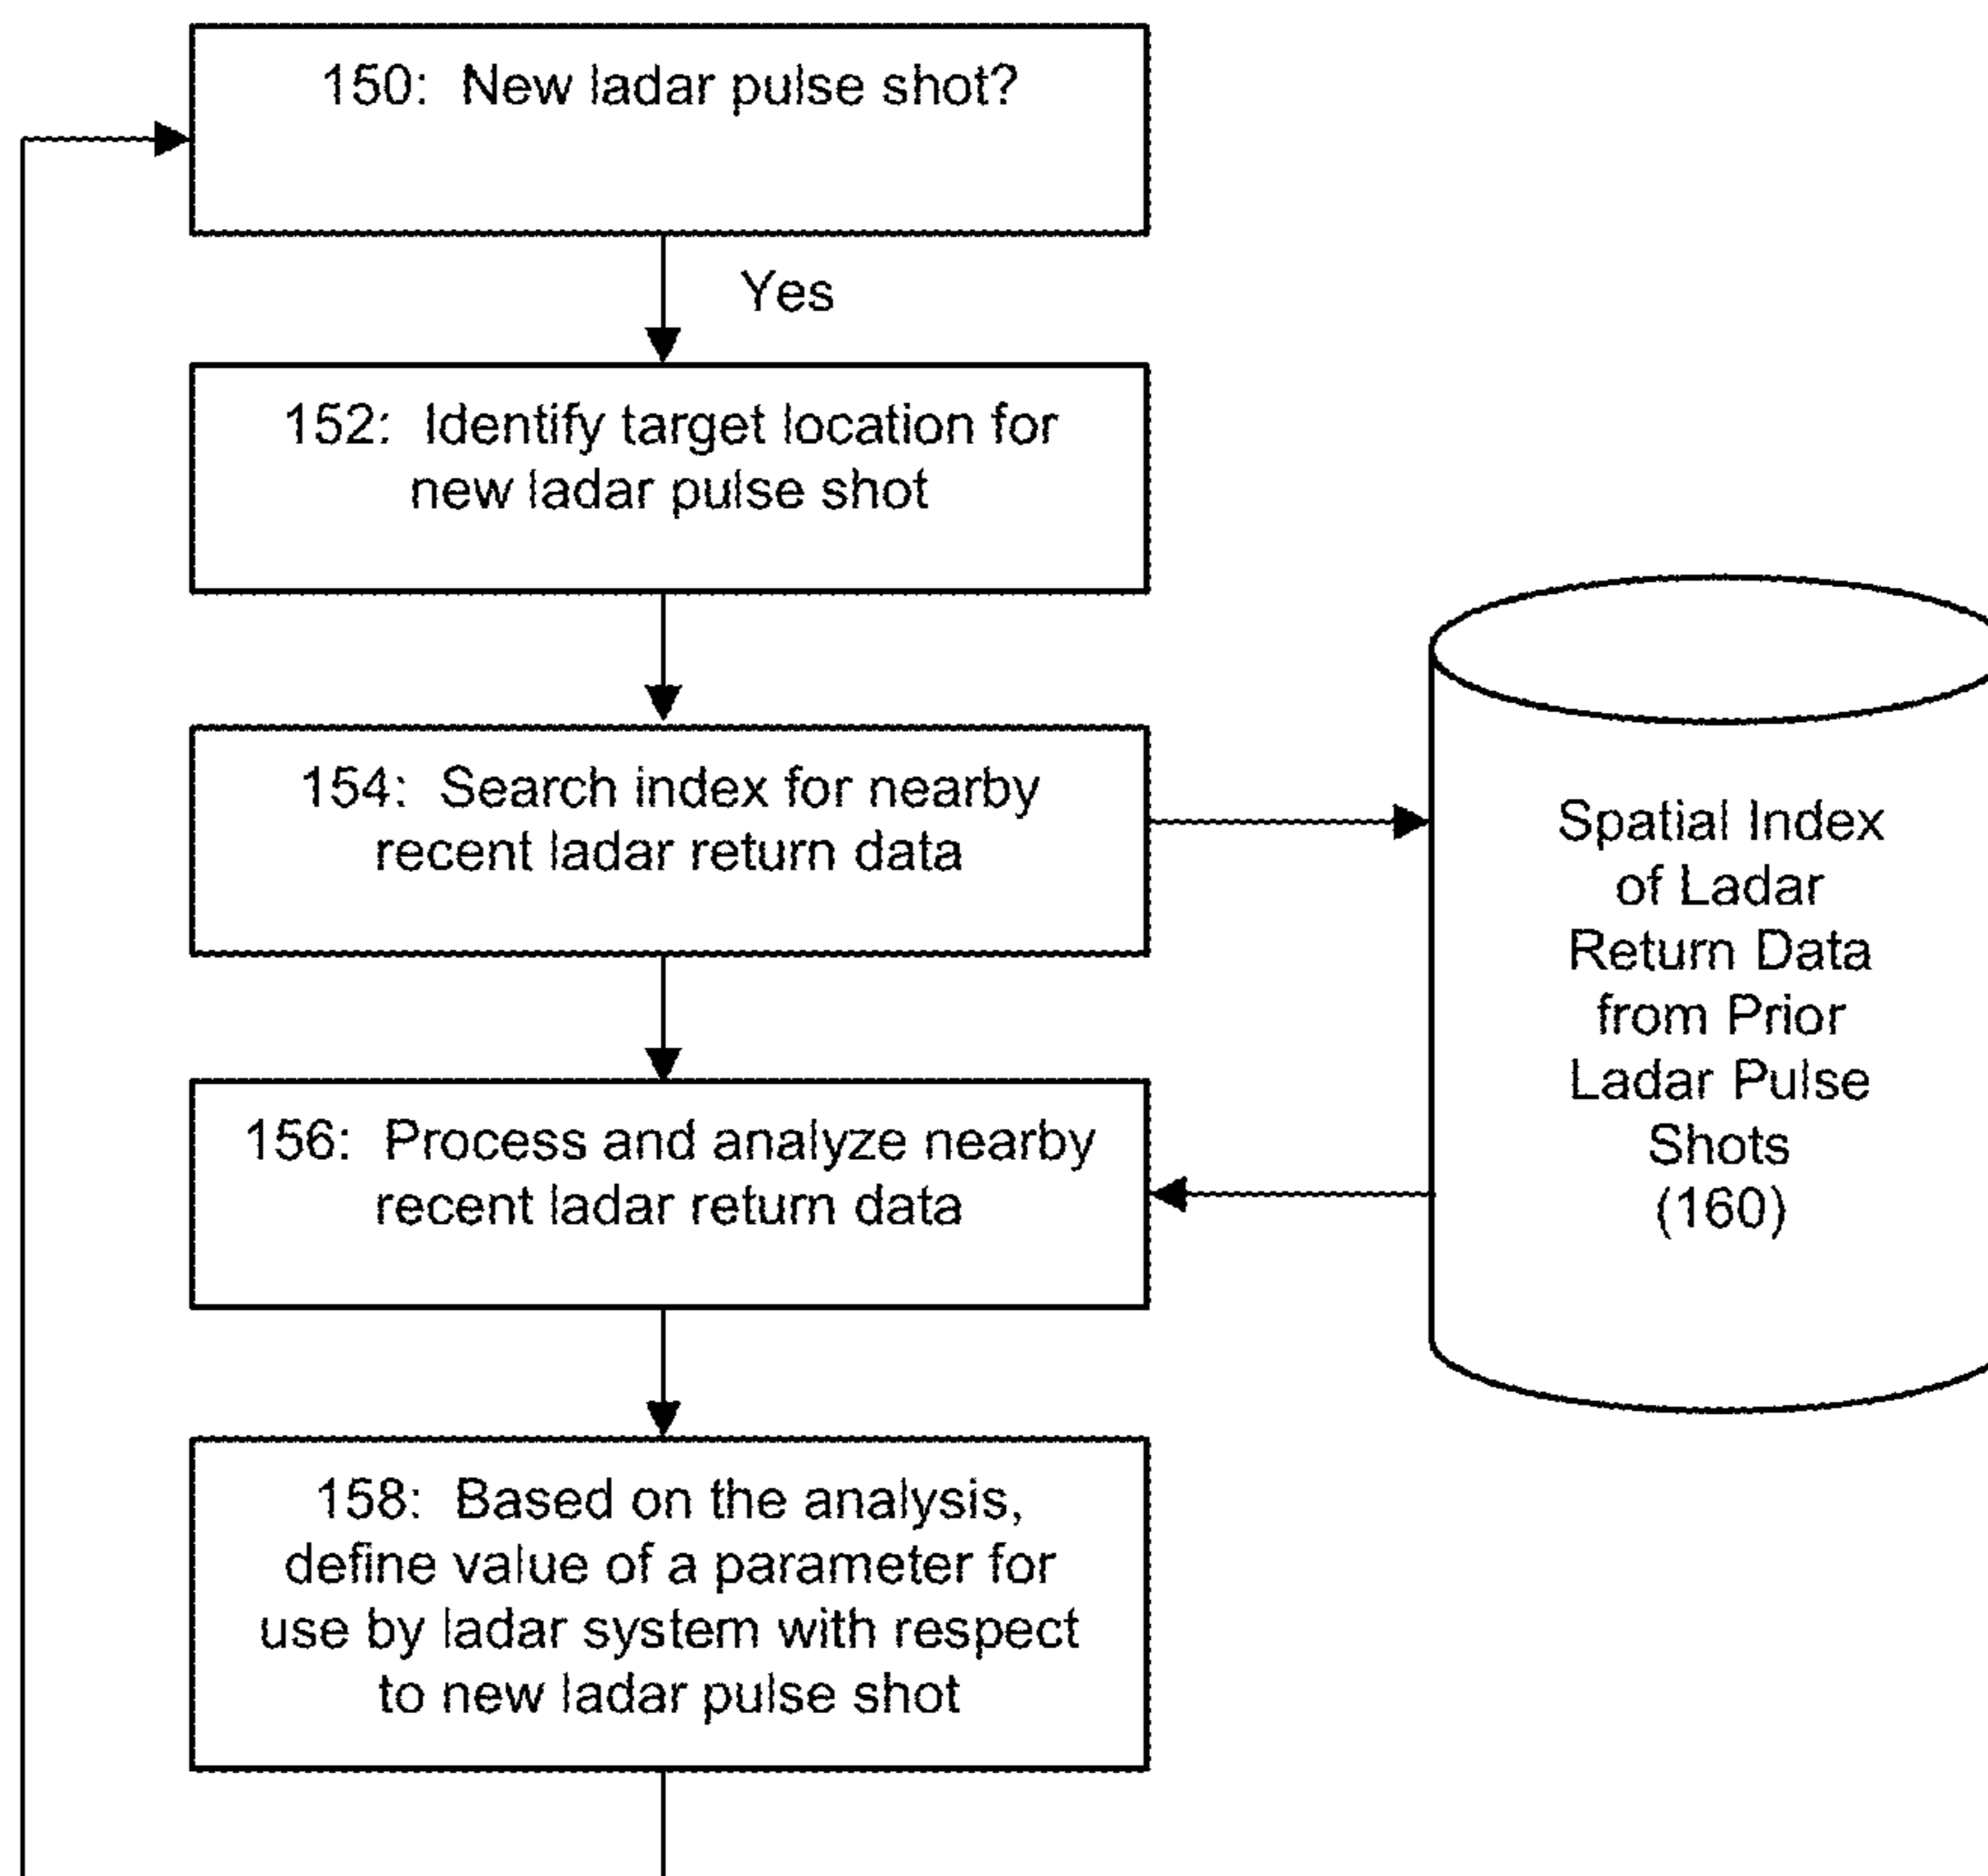 150: New ladar pulse shot?
Yes
152: Identify target location for
new ladar pulse shot
154: Search index for nearby
recent ladar return data
156: Process and analyze nearby
recent ladar return data
158: Based on the analysis,
define value of a parameter for
use by ladar system with respect
to new ladar pulse shot
Spatial Index
of Ladar
Return Data
from Prior
Ladar Pulse
Shots
(160)